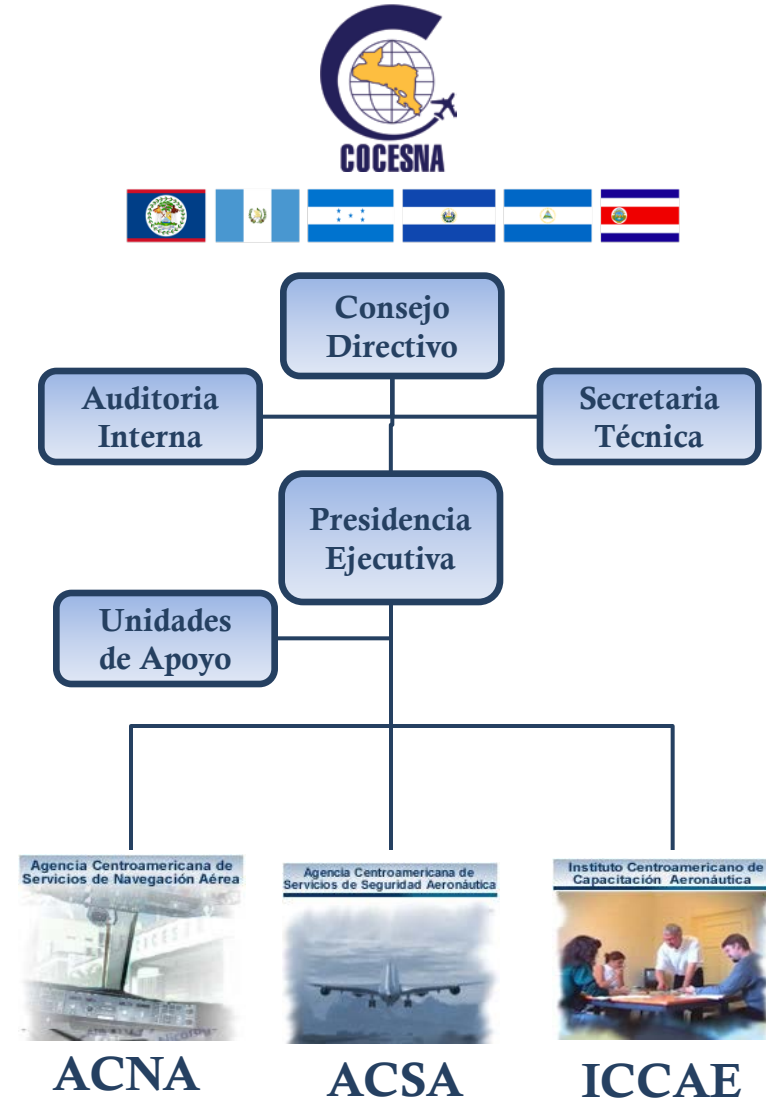 COCESNA
Consejo
Directivo
Auditoria
Interna
Secretaria
Técnica
Presidencia
Ejecutiva
Unidades
de Apoyo
Agencia Centroamericana de
Servicios de Navegación Aérea
Agencia Centroamericana de
Servicios de Seguridad Aeronáutica
Instituto Centroamericano de
Capacitación Aeronáutica
ACNA
ACSA
ICCAE